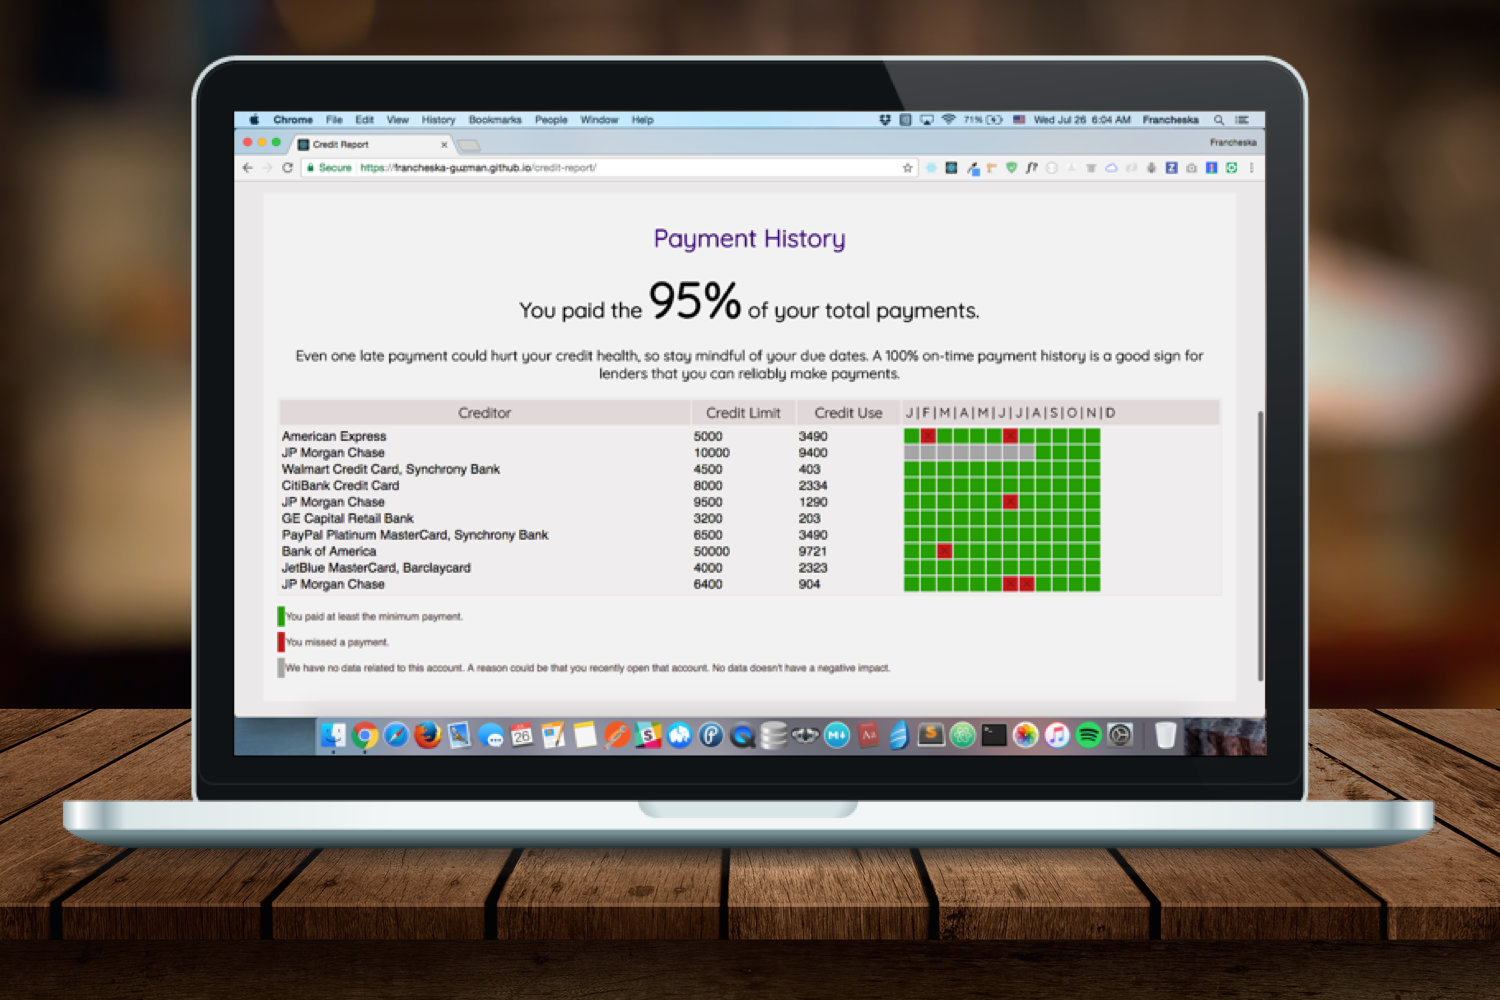 Chrome File Edit View History Bookmarks People Window Help 71% Wed Jul 26 6:04 AM Francheska
Credit Report Francheska
Secure https://francheska-guzman.github.io/credit-report/
Payment History
You paid the 95% of your total payments.
Even one late payment could hurt your credit health, so stay mindful of your due dates. A 100% on-time payment history is a good sign for
lenders that you can reliably make payments.
Creditor Credit Limit Credit Use J|F|M|A|M|J|J|A|S|O|N|D
American Express 5000 3490
JP Morgan Chase 10000 9400
Walmart Credit Card, Synchrony Bank 4500 403
CitiBank Credit Card 8000 2334
JP Morgan Chase 9500 1290
GE Capital Retail Bank 3200 203
PayPal Platinum MasterCard, Synchrony Bank 6500 3490
Bank of America 50000 9721
JetBlue MasterCard, Barclaycard 4000 2323
JP Morgan Chase 6400 904
You paid at least the minimum payment.
You missed a payment.
We have no data related to this account. A reason could be that you recently open that account. No data doesn't have a negative impact.
26